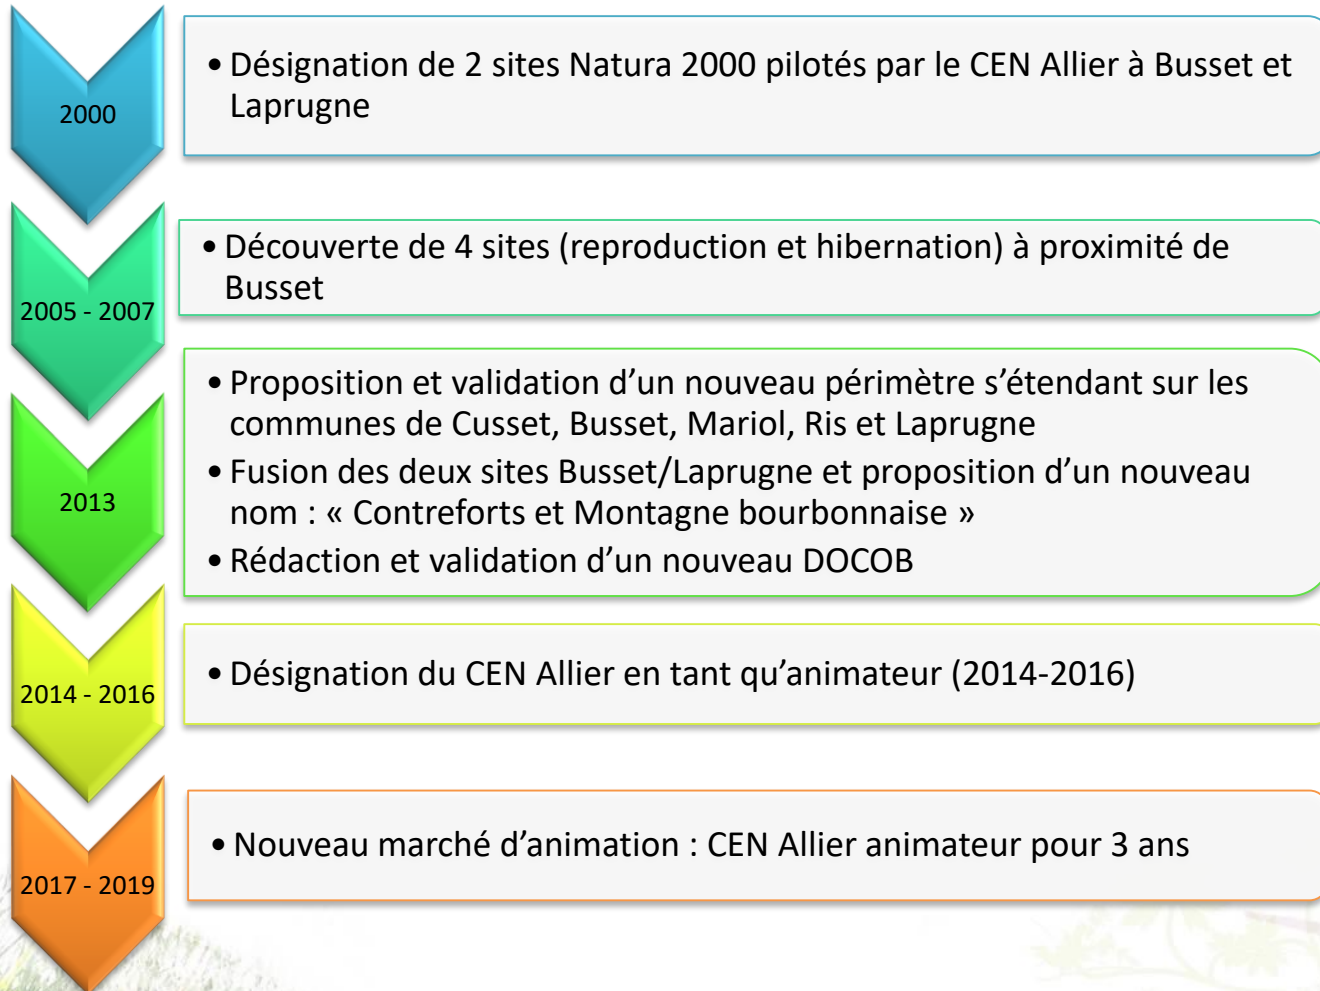 2000
• Désignation de 2 sites Natura 2000 pilotés par le CEN Allier à Busset et
Laprugne
2005 - 2007
• Découverte de 4 sites (reproduction et hibernation) à proximité de
Busset
2013
• Proposition et validation d’un nouveau périmètre s’étendant sur les
communes de Cusset, Busset, Mariol, Ris et Laprugne
• Fusion des deux sites Busset/Laprugne et proposition d’un nouveau
nom : « Contreforts et Montagne bourbonnaise »
• Rédaction et validation d’un nouveau DOCOB
2014 - 2016
• Désignation du CEN Allier en tant qu’animateur (2014-2016)
2017 - 2019
• Nouveau marché d’animation : CEN Allier animateur pour 3 ans